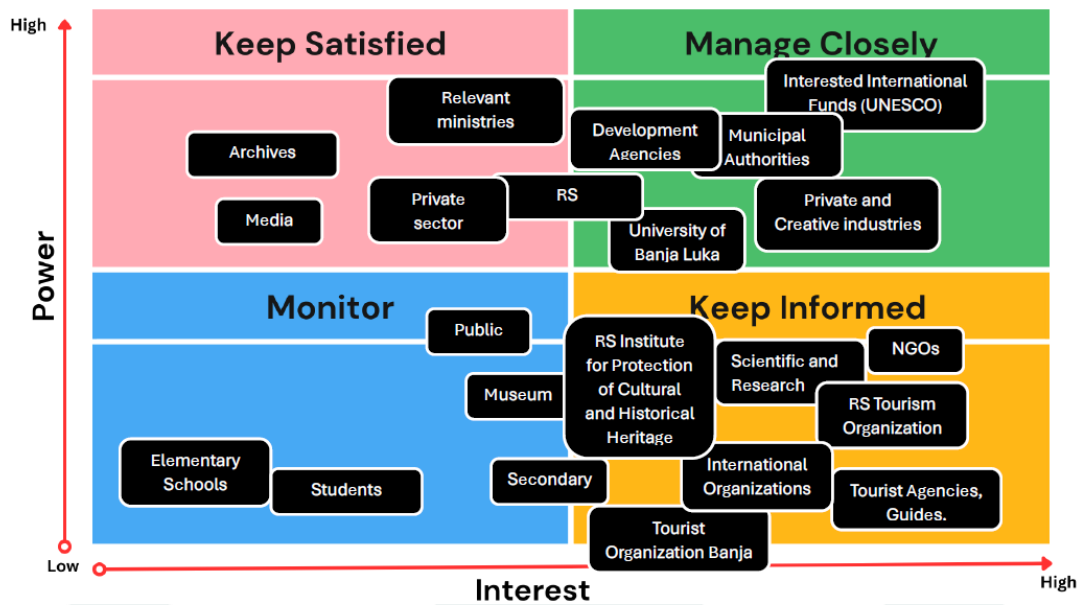 High
Keep Satisfied
Manage Closely
Relevant
ministries
Interested International
Funds (UNESCO)
Development
Agencies
Municipal
Authorities
Archives
Media
Private
sector
RS
University of
Banja Luka
Private and
Creative industries
Power
Monitor
Keep Informed
Public
Museum
RS Institute
for Protection
of Cultural
and Historical
Heritage
Scientific and
Research
NGOs
RS Tourism
Organization
Elementary
Schools
Students
Secondary
International
Organizations
Tourist Agencies,
Guides.
Tourist
Organization Banja
Low
Interest
High